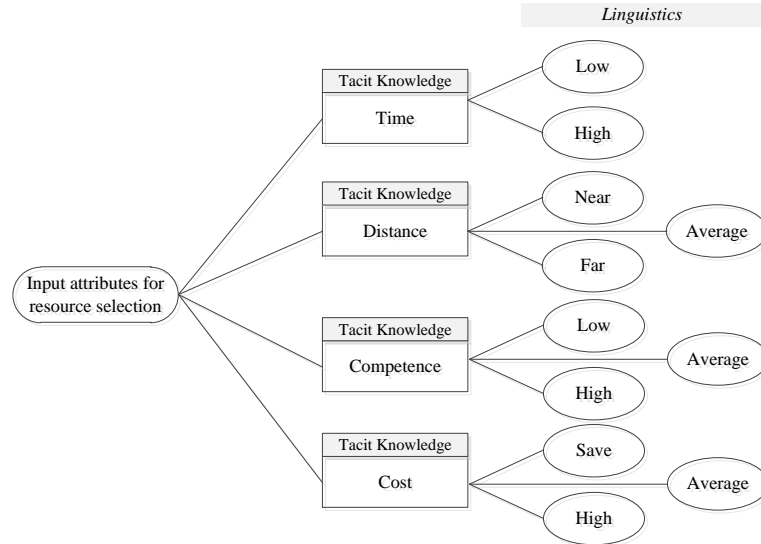 Linguistics
Low
Tacit Knowledge
Time
High
Tacit Knowledge
Near
Distance
Average
Far
Input attributes for
resource selection
Low
Tacit Knowledge
Competence
Average
High
Tacit Knowledge
Save
Cost
Average
High